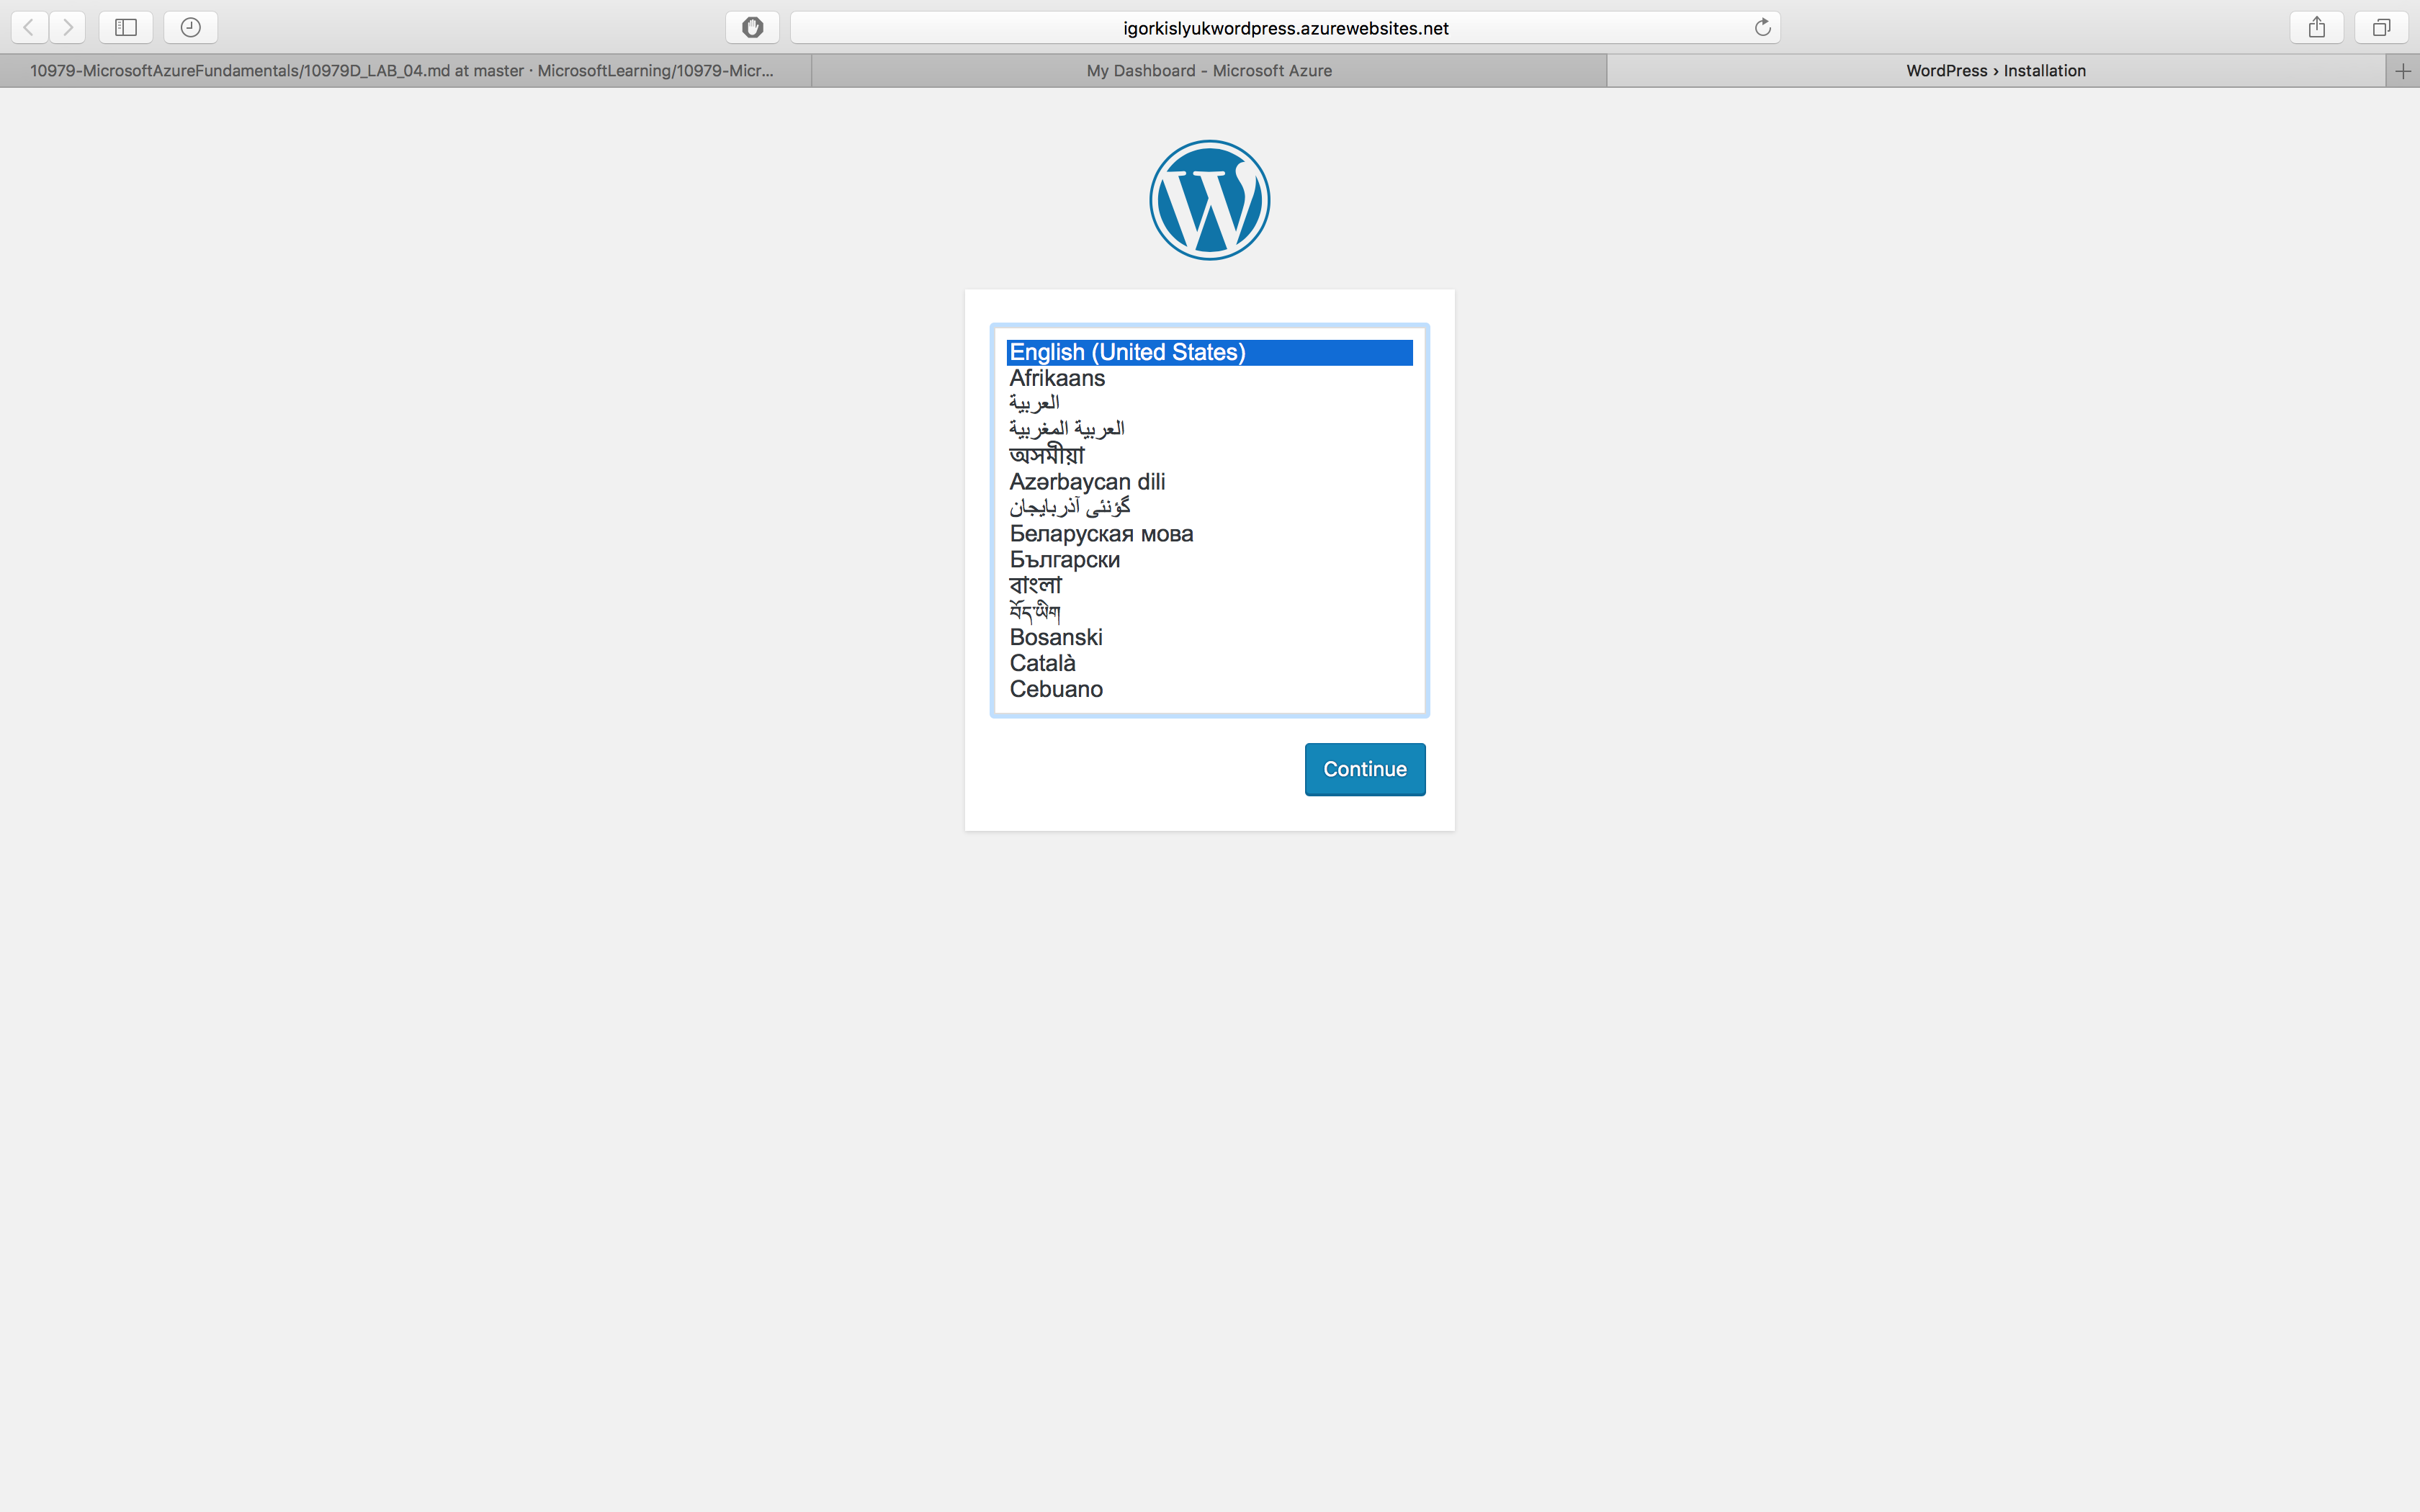 igorkislyukwordpress.azurewebsites.net
10979-MicrosoftAzureFundamentals/10979D_LAB_04.md at master · MicrosoftLearning/10979-Micr...
My Dashboard - Microsoft Azure
WordPress › Installation
English (United States)
Afrikaans
العربية
العربية المغربية
অসমীয়া
Azərbaycan dili
گؤنئی آذربایجان
Беларуская мова
Български
বাংলা
བོད་ཡིག
Bosanski
Català
Cebuano
Continue